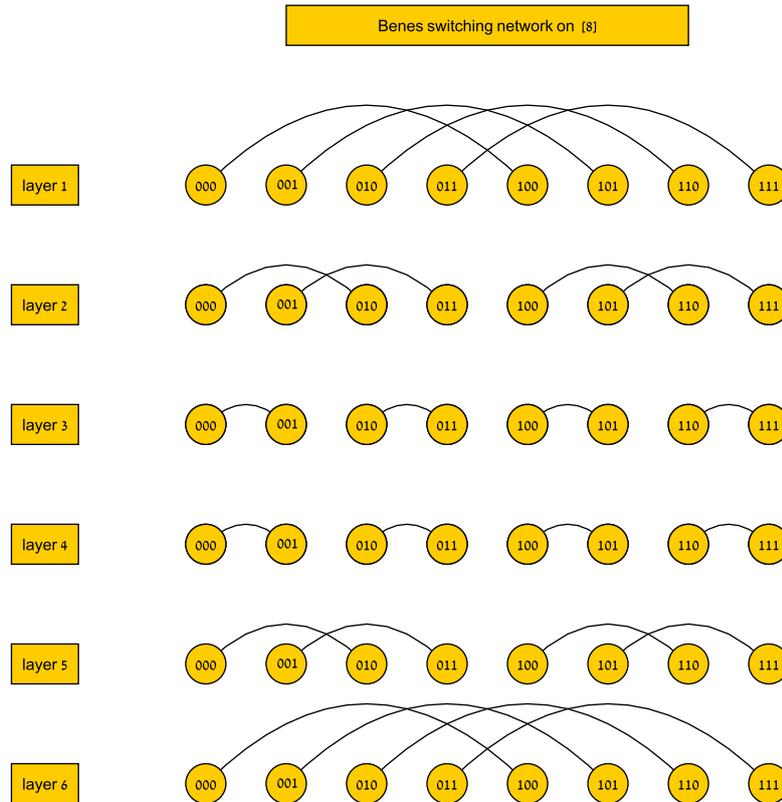 Benes switching network on [8]
layer 1 000 001 010 011 100 101 110 111
layer 2 000 001 010 011 100 101 110 111
layer 3 000 001 010 011 100 101 110 111
layer 4 000 001 010 011 100 101 110 111
layer 5 000 001 010 011 100 101 110 111
layer 6 000 001 010 011 100 101 110 111